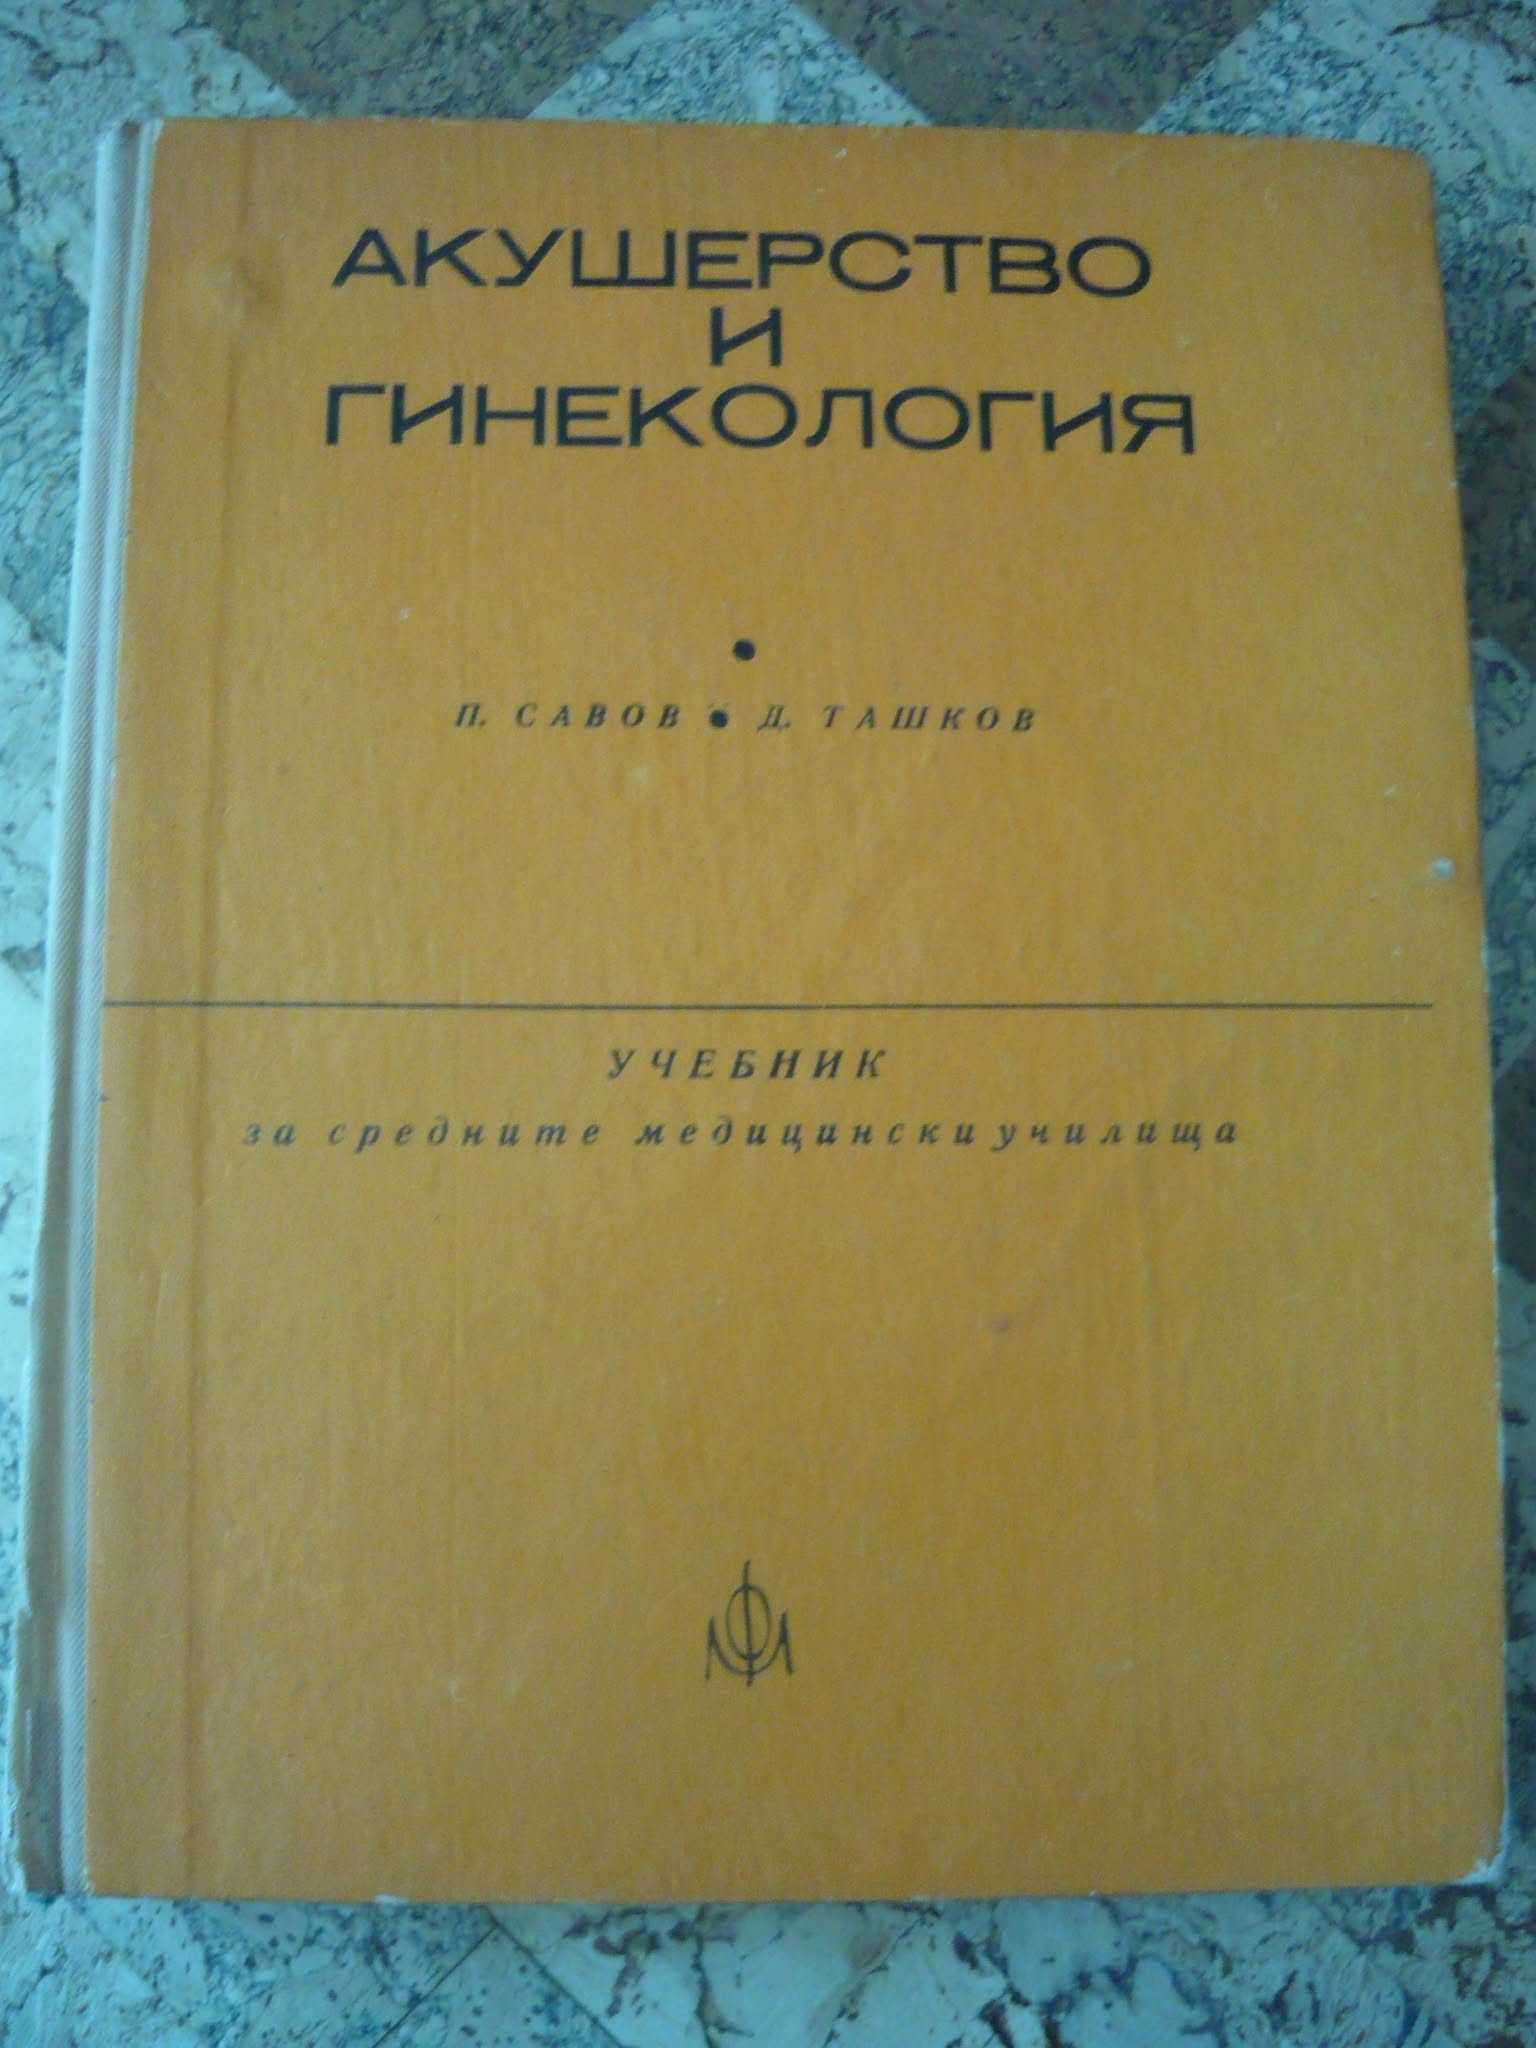 АКУШЕРСТВО
И
ГИНЕКОЛОГИЯ
П. САВОВ • Д. ТАШКОВ
УЧЕБНИК
за средните медицински училища